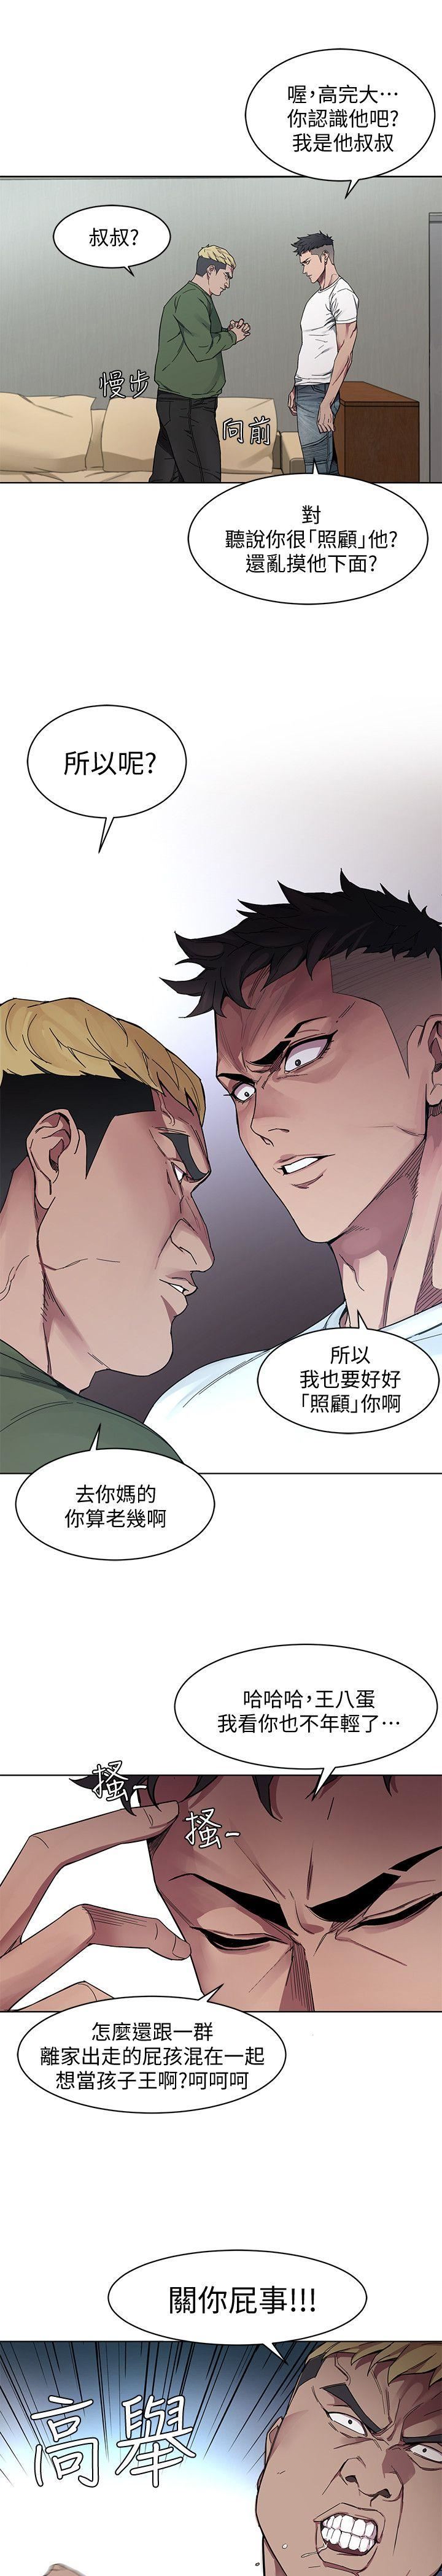 喔，高完大…
你認識他吧?
我是他叔叔
叔叔?
慢步
向前
對
聽說你很「照顧」他?
還亂摸他下面?
所以呢?
所以
我也要好好
「照顧」你啊
去你媽的
你算老幾啊
哈哈哈，王八蛋
我看你也不年輕了…
搔-
搔-
怎麼還跟一群
離家出走的屁孩混在一起
想當孩子王啊?呵呵呵
關你屁事!!!
高舉